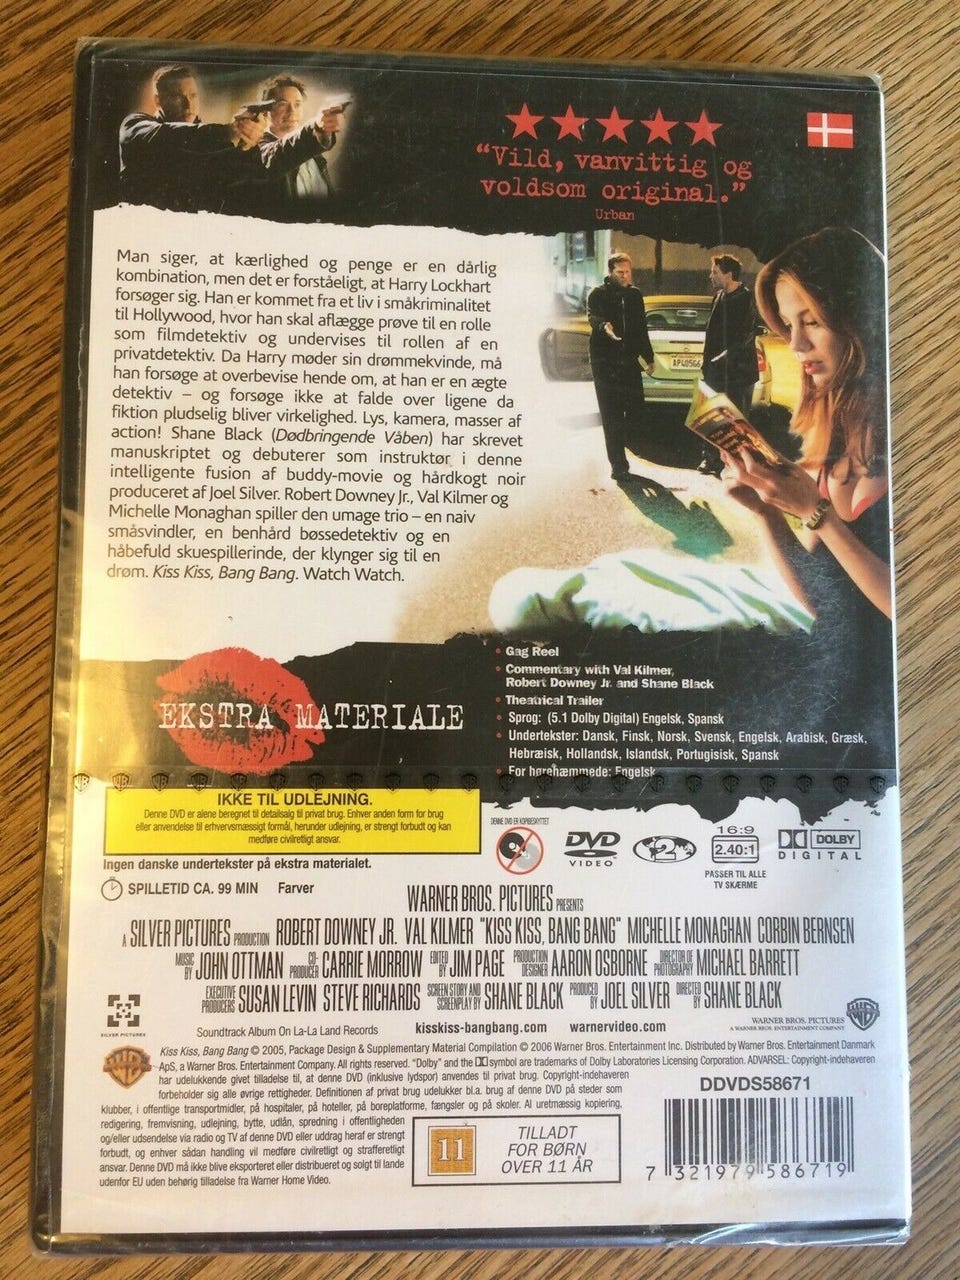 "Vild, vanvittig og
voldsom original."
Urban
Man siger, at kærlighed og penge er en dårlig
kombination, men det er forståeligt, at Harry Lockhart
forsøger sig. Han er kommet fra et liv i småkriminalitet
til Hollywood, hvor han skal aflægge prøve til en rolle
som filmdetektiv og undervises til rollen af en
privatdetektiv. Da Harry møder sin drømmekvinde, må
han forsøge at overbevise hende om, at han er en ægte
detektiv – og forsøge ikke at falde over ligene da
fiktion pludselig bliver virkelighed. Lys, kamera, masser af
action! Shane Black (Dødbringende Våben) har skrevet
manuskriptet og debuterer som instruktør i denne
intelligente fusion af buddy-movie og hårdkogt noir
produceret af Joel Silver. Robert Downey Jr., Val Kilmer og
Michelle Monaghan spiller den umage trio – en naiv
småsvindler, en benhård bøssedetektiv og en
håbefuld skuespillerinde, der klynger sig til en
drøm. Kiss Kiss, Bang Bang. Watch Watch.
EKSTRA MATERIALE
• Gag Reel
• Commentary with Val Kilmer,
Robert Downey Jr. and Shane Black
• Theatrical Trailer
• Sprog: (5.1 Dolby Digital) Engelsk, Spansk
• Undertekster: Dansk, Finsk, Norsk, Svensk, Engelsk, Arabisk, Græsk,
Hebræisk, Hollandsk, Islandsk, Portugisisk, Spansk
• For hørehæmmede: Engelsk
IKKE TIL UDLEJNING.
Denne DVD er alene beregnet til detailsalg til privat brug. Enhver anden form for brug
eller anvendelse til erhvervsmæssigt formål, herunder udlejning, er strengt forbudt og kan
medføre civilretligt ansvar.
Ingen danske undertekster på ekstra materialet.
DENNE DVD ER KOPIBESKYTTET
DVD
VIDEO
2
16:9
2.40:1
PASSER TIL ALLE
TV SKÆRME
DOLBY
DIGITAL
SPILLETID CA. 99 MIN Farver
WARNER BROS. PICTURES PRESENTS
A SILVER PICTURES PRODUCTION ROBERT DOWNEY JR. VAL KILMER "KISS KISS, BANG BANG" MICHELLE MONAGHAN CORBIN BERNSEN
MUSIC BY JOHN OTTMAN CO-PRODUCER CARRIE MORROW EDITED BY JIM PAGE PRODUCTION DESIGNER AARON OSBORNE DIRECTOR OF PHOTOGRAPHY MICHAEL BARRETT
EXECUTIVE PRODUCERS SUSAN LEVIN STEVE RICHARDS SCREEN STORY AND SCREENPLAY BY SHANE BLACK PRODUCED BY JOEL SILVER DIRECTED BY SHANE BLACK
SILVER PICTURES
Soundtrack Album On La-La Land Records kisskiss-bangbang.com warnervideo.com
WARNER BROS. PICTURES
A WARNER BROS. ENTERTAINMENT COMPANY
Kiss Kiss, Bang Bang © 2005, Package Design & Supplementary Material Compilation © 2006 Warner Bros. Entertainment Inc. Distributed by Warner Bros. Entertainment Danmark
ApS, a Warner Bros. Entertainment Company. All rights reserved. "Dolby" and the symbol are trademarks of Dolby Laboratories Licensing Corporation. ADVARSEL: Copyright-indehaveren
har udelukkende givet tilladelse til, at denne DVD (inklusive lydspor) anvendes til privat brug. Copyright-indehaveren
forbeholder sig alle øvrige rettigheder. Definitionen af privat brug udelukker bl.a. brug af denne DVD på steder som
klubber, i offentlige transportmidler, på hospitaler, på hoteller, på boreplatforme, fængsler og på skoler. Al uretmæssig kopiering,
redigering, fremvisning, udlejning, bytte, udlån, spredning i offentligheden
og/eller udsendelse via radio og TV af denne DVD eller uddrag heraf er strengt
forbudt, og enhver sådan handling vil medføre civilretligt og strafferetligt
ansvar. Denne DVD må ikke blive eksporteret eller distribueret og solgt til lande
udenfor EU uden behørig tilladelse fra Warner Home Video.
11
TILLADT
FOR BØRN
OVER 11 ÅR
DDVDS58671
7 321979 586719